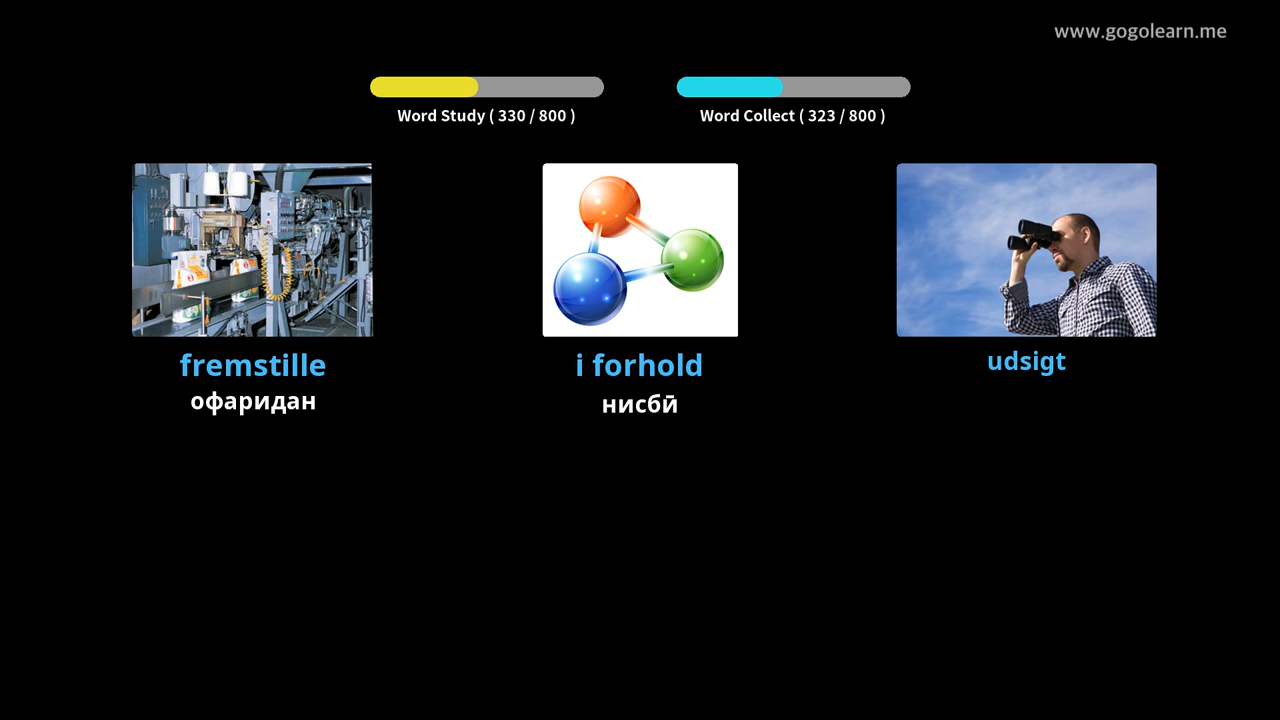 www.gogolearn.me
Word Study ( 330 / 800 )
Word Collect ( 323 / 800 )
fremstille
офаридан
i forhold
нисбӣ
udsigt